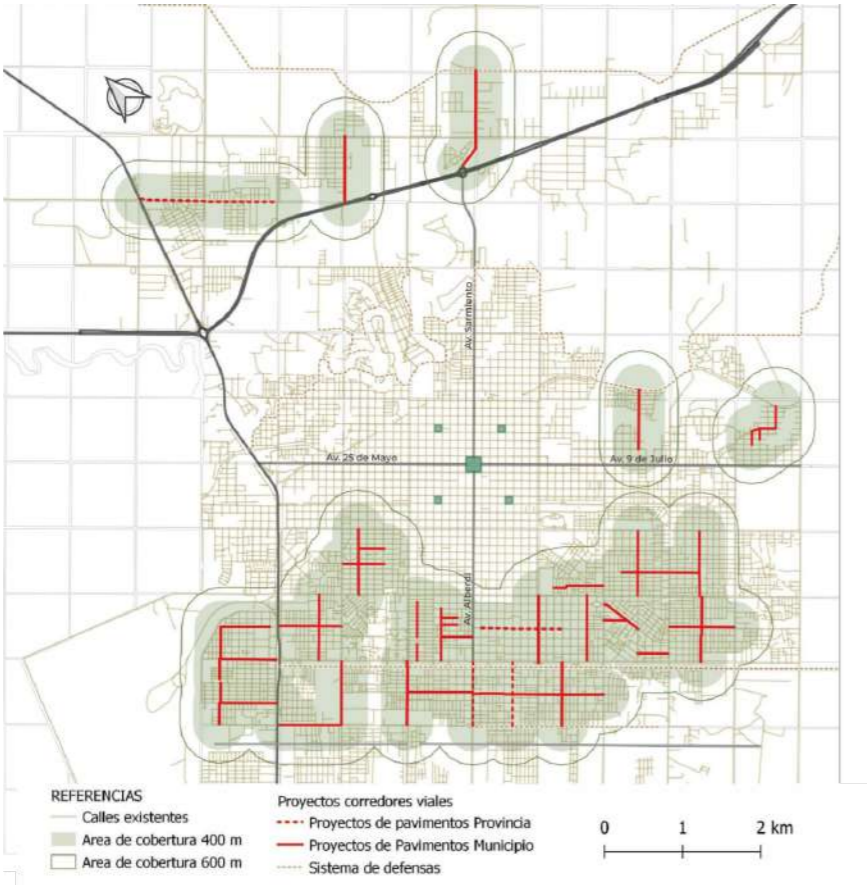 Av. Sarmiento
Av. 25 de Mayo
Av. 9 de Julio
Av. Alberdi
REFERENCIAS
Calles existentes
Area de cobertura 400 m
Area de cobertura 600 m
Proyectos corredores viales
Proyectos de pavimentos Provincia
Proyectos de Pavimentos Municipio
Sistema de defensas
0 1 2 km